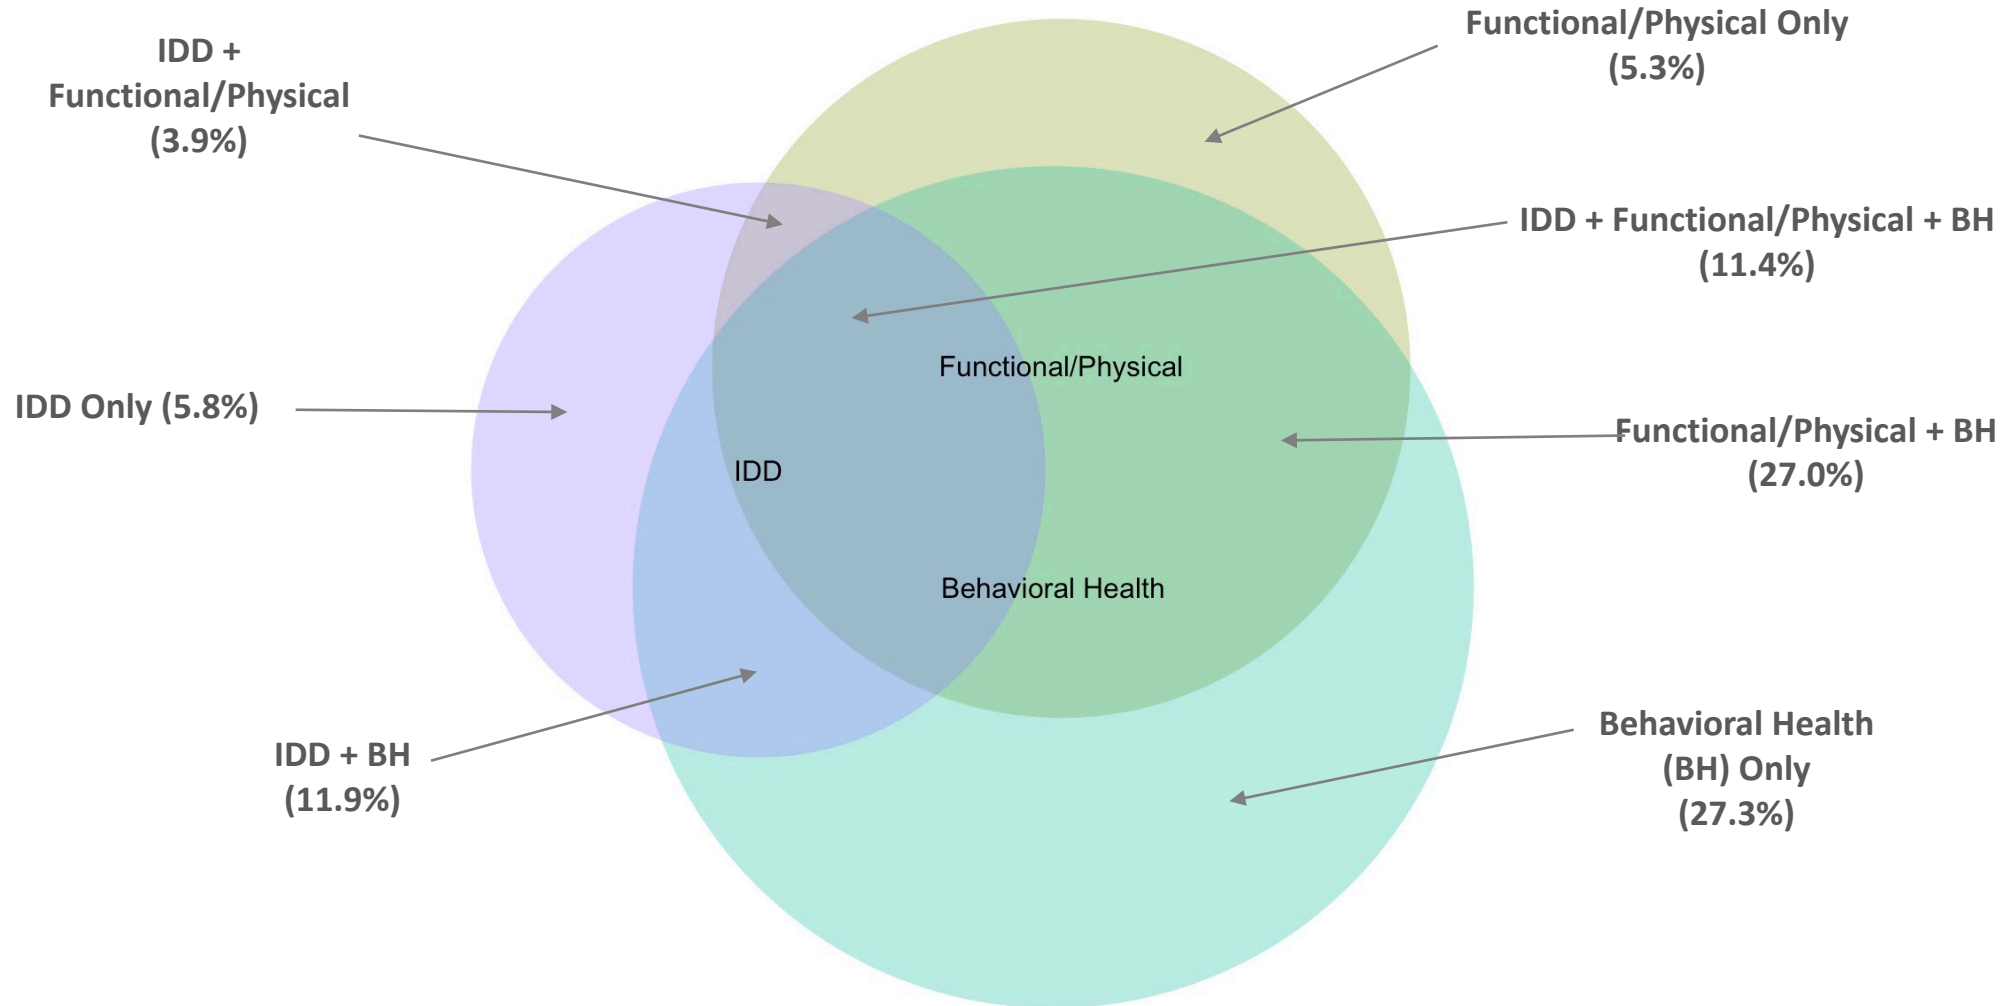 IDD +
Functional/Physical
(3.9%)
Functional/Physical Only
(5.3%)
IDD + Functional/Physical + BH
(11.4%)
Functional/Physical
IDD Only (5.8%)
Functional/Physical + BH
(27.0%)
IDD
Behavioral Health
IDD + BH
(11.9%)
Behavioral Health
(BH) Only
(27.3%)